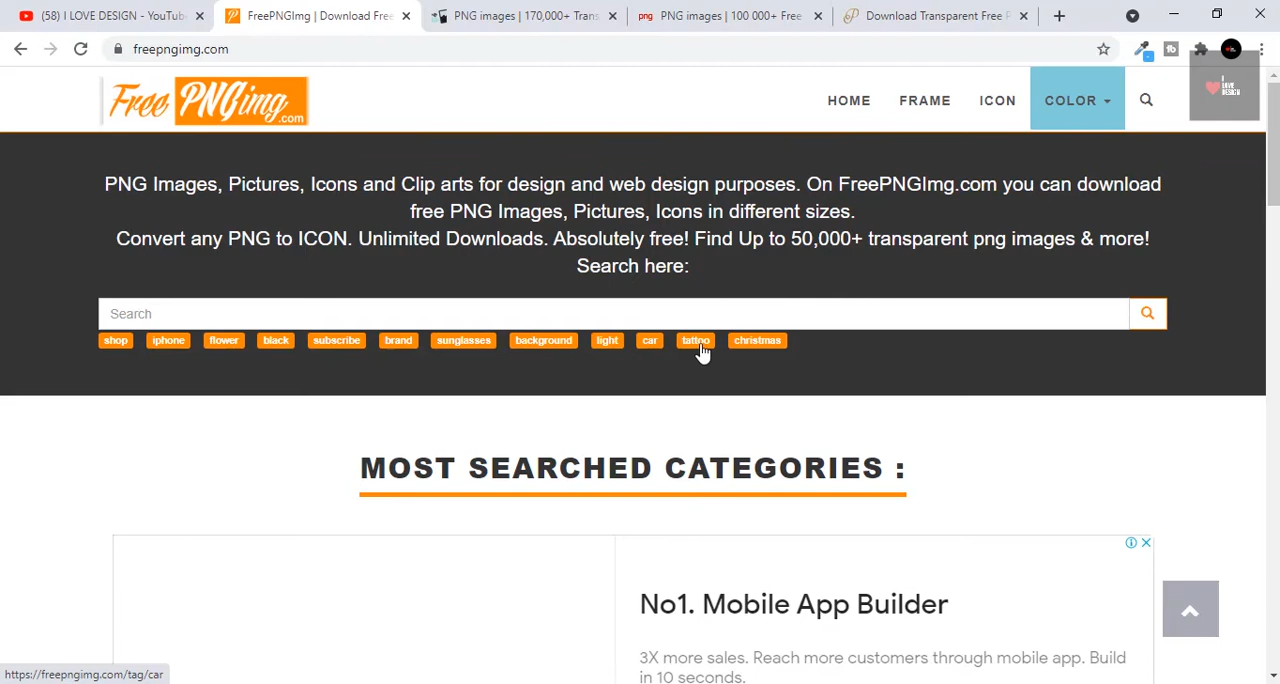 (58) I LOVE DESIGN - YouTub
FreePNGImg | Download Free
PNG images | 170,000+ Trans
png
PNG images | 100 000+ Free
Download Transparent Free P
freepngimg.com
Free PNGimg .com
HOME
FRAME
ICON
COLOR
I LOVE DESIGN
PNG Images, Pictures, Icons and Clip arts for design and web design purposes. On FreePNGImg.com you can download
free PNG Images, Pictures, Icons in different sizes.
Convert any PNG to ICON. Unlimited Downloads. Absolutely free! Find Up to 50,000+ transparent png images & more!
Search here:
Search
shop iphone flower black subscribe brand sunglasses background light car tattoo christmas
MOST SEARCHED CATEGORIES :
No1. Mobile App Builder
3X more sales. Reach more customers through mobile app. Build
in 10 seconds.
https://freepngimg.com/tag/car